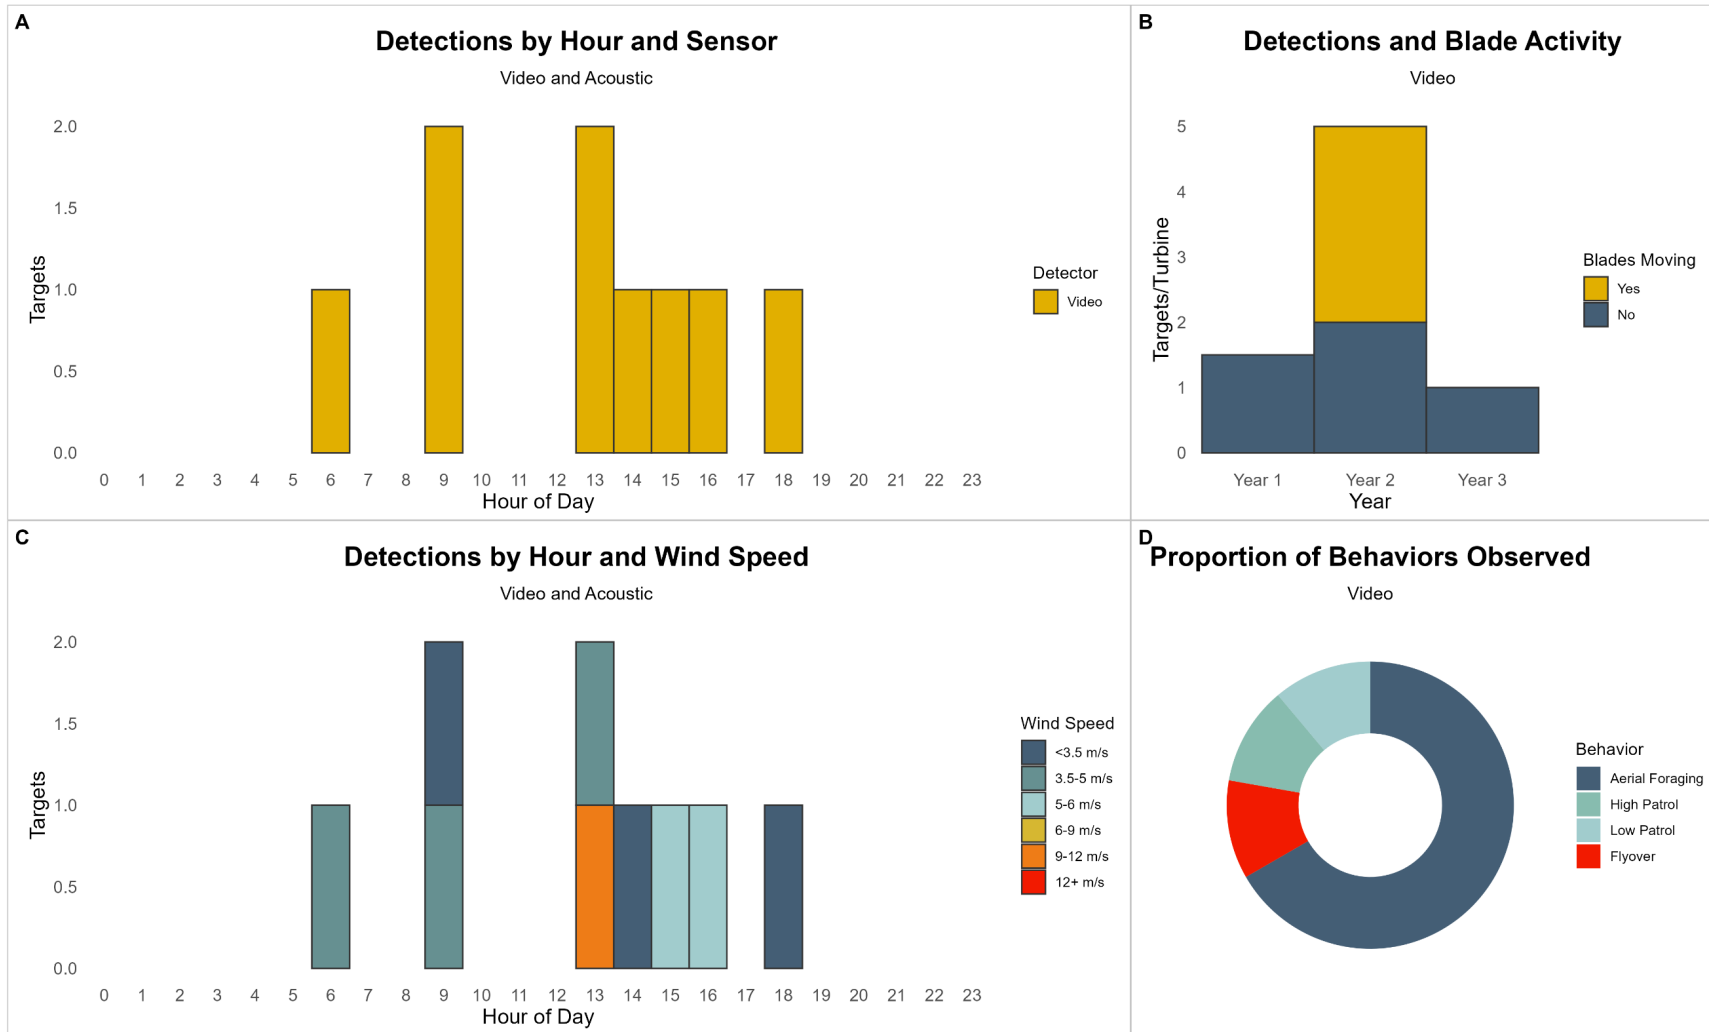 A
Detections by Hour and Sensor
Video and Acoustic
2.0
1.5
1.0
0.5
0.0
Targets
0 1 2 3 4 5 6 7 8 9 10 11 12 13 14 15 16 17 18 19 20 21 22 23
Hour of Day
Detector
Video
B
Detections and Blade Activity
Video
5
4
3
2
1
0
Targets/Turbine
Year 1 Year 2 Year 3
Year
Blades Moving
Yes
No
C
Detections by Hour and Wind Speed
Video and Acoustic
2.0
1.5
1.0
0.5
0.0
Targets
0 1 2 3 4 5 6 7 8 9 10 11 12 13 14 15 16 17 18 19 20 21 22 23
Hour of Day
Wind Speed
<3.5 m/s
3.5-5 m/s
5-6 m/s
6-9 m/s
9-12 m/s
12+ m/s
D
Proportion of Behaviors Observed
Video
Behavior
Aerial Foraging
High Patrol
Low Patrol
Flyover